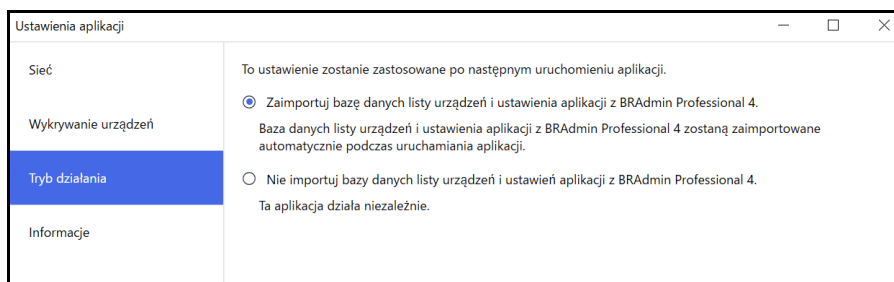 Ustawienia aplikacji
Sieć
Wykrywanie urządzeń
Tryb działania
Informacje
To ustawienie zostanie zastosowane po następnym uruchomieniu aplikacji.
Zaimportuj bazę danych listy urządzeń i ustawienia aplikacji z BRAdmin Professional 4.
Baza danych listy urządzeń i ustawienia aplikacji z BRAdmin Professional 4 zostaną zaimportowane
automatycznie podczas uruchamiania aplikacji.
Nie importuj bazy danych listy urządzeń i ustawień aplikacji z BRAdmin Professional 4.
Ta aplikacja działa niezależnie.